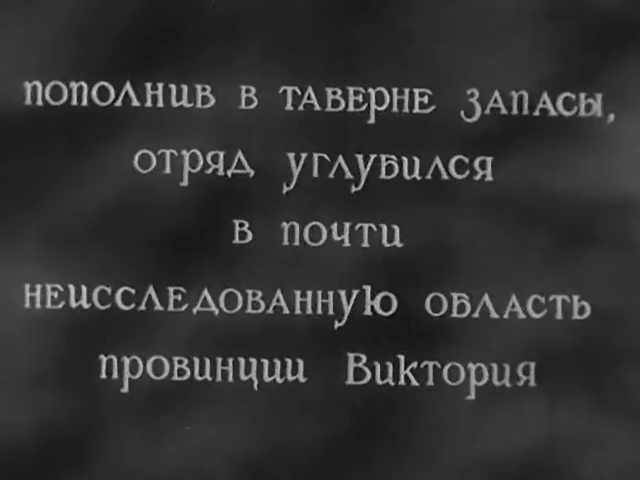 пополнив в таверне запасы,
отряд углубился
в почти
неисследованную область
провинции Виктория